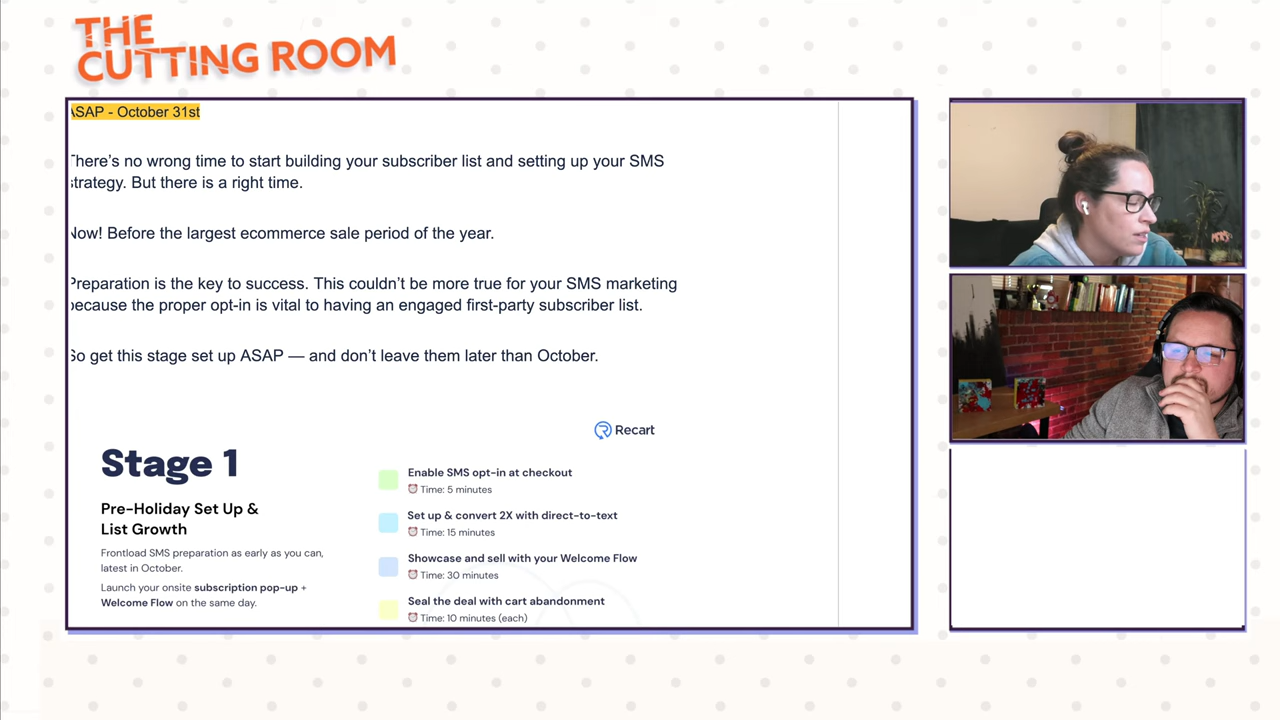 THE
CUTTING ROOM
ASAP - October 31st
There's no wrong time to start building your subscriber list and setting up your SMS
strategy. But there is a right time.
Now! Before the largest ecommerce sale period of the year.
Preparation is the key to success. This couldn't be more true for your SMS marketing
because the proper opt-in is vital to having an engaged first-party subscriber list.
So get this stage set up ASAP — and don't leave them later than October.
Recart
Stage 1
Pre-Holiday Set Up &
List Growth
Frontload SMS preparation as early as you can,
latest in October.
Launch your onsite subscription pop-up +
Welcome Flow on the same day.
Enable SMS opt-in at checkout
⏰ Time: 5 minutes
Set up & convert 2X with direct-to-text
⏰ Time: 15 minutes
Showcase and sell with your Welcome Flow
⏰ Time: 30 minutes
Seal the deal with cart abandonment
⏰ Time: 10 minutes (each)